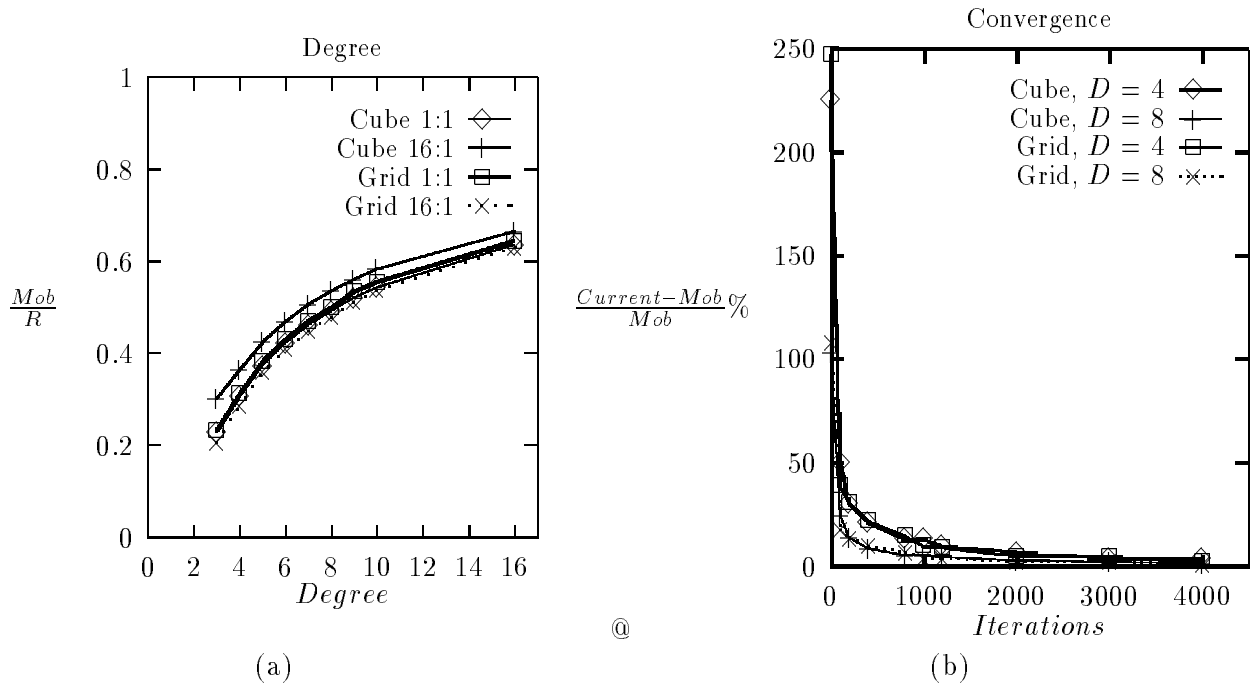 Degree
1
0.8
0.6
0.4
0.2
0
0 2 4 6 8 10 12 14 16
Degree
Mob
R
Cube 1:1
Cube 16:1
Grid 1:1
Grid 16:1
(a)
@
Convergence
250
200
150
100
50
0
0 1000 2000 3000 4000
Iterations
Current−Mob
Mob %
Cube, D = 4
Cube, D = 8
Grid, D = 4
Grid, D = 8
(b)